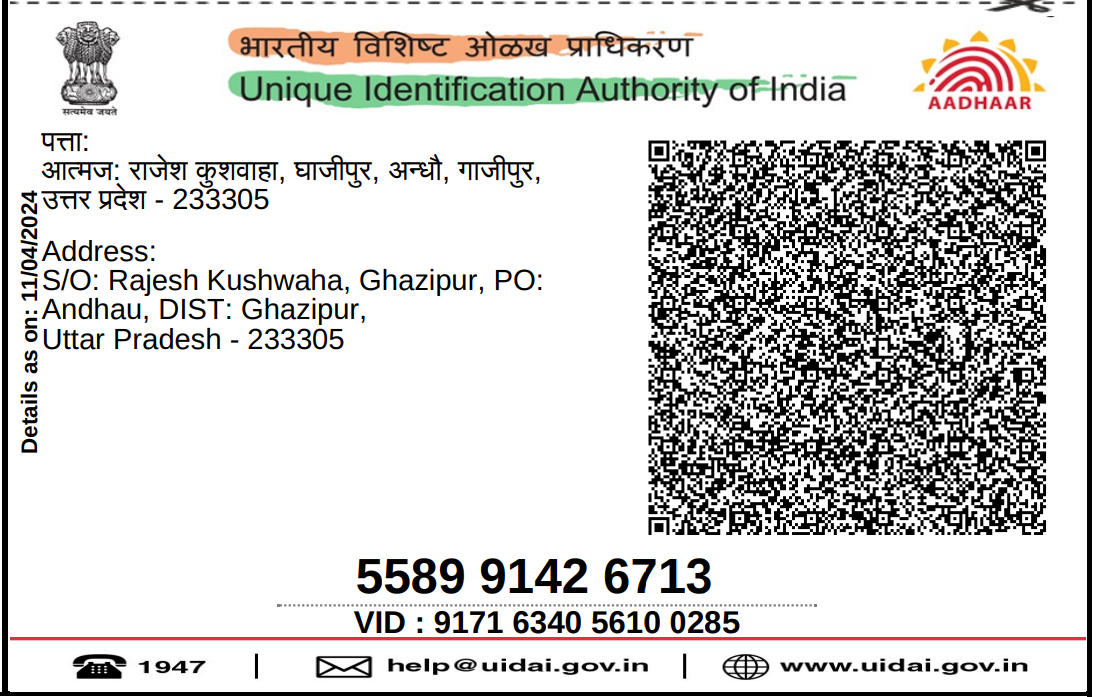 भारतीय विशिष्ट ओळख प्राधिकरण
Unique Identification Authority of India
सत्यमेव जयते
AADHAAR
पत्ता:
आत्मज: राजेश कुशवाहा, घाजीपुर, अन्धौ, गाजीपुर,
उत्तर प्रदेश - 233305
Details as on: 11/04/2024
Address:
S/O: Rajesh Kushwaha, Ghazipur, PO:
Andhau, DIST: Ghazipur,
Uttar Pradesh - 233305
5589 9142 6713
VID : 9171 6340 5610 0285
1947 | help@uidai.gov.in | www.uidai.gov.in